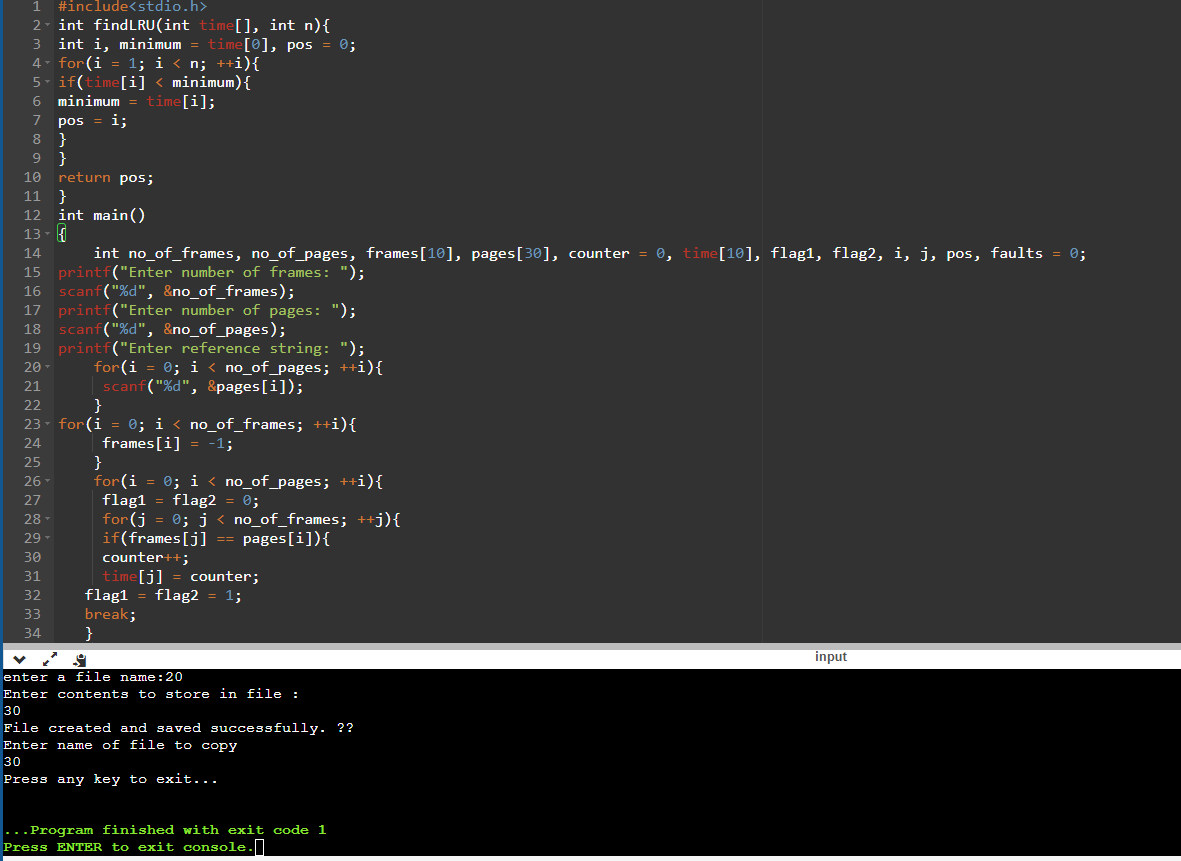 1 #include<stdio.h>
2 int findLRU(int time[], int n){
3 int i, minimum = time[0], pos = 0;
4 for(i = 1; i < n; ++i){
5 if(time[i] < minimum){
6 minimum = time[i];
7 pos = i;
8 }
9 }
10 return pos;
11 }
12 int main()
13 {
14 int no_of_frames, no_of_pages, frames[10], pages[30], counter = 0, time[10], flag1, flag2, i, j, pos, faults = 0;
15 printf("Enter number of frames: ");
16 scanf("%d", &no_of_frames);
17 printf("Enter number of pages: ");
18 scanf("%d", &no_of_pages);
19 printf("Enter reference string: ");
20 for(i = 0; i < no_of_pages; ++i){
21 scanf("%d", &pages[i]);
22 }
23 for(i = 0; i < no_of_frames; ++i){
24 frames[i] = -1;
25 }
26 for(i = 0; i < no_of_pages; ++i){
27 flag1 = flag2 = 0;
28 for(j = 0; j < no_of_frames; ++j){
29 if(frames[j] == pages[i]){
30 counter++;
31 time[j] = counter;
32 flag1 = flag2 = 1;
33 break;
34 }
input
enter a file name:20
Enter contents to store in file :
30
File created and saved successfully. ??
Enter name of file to copy
30
Press any key to exit...
...Program finished with exit code 1
Press ENTER to exit console.